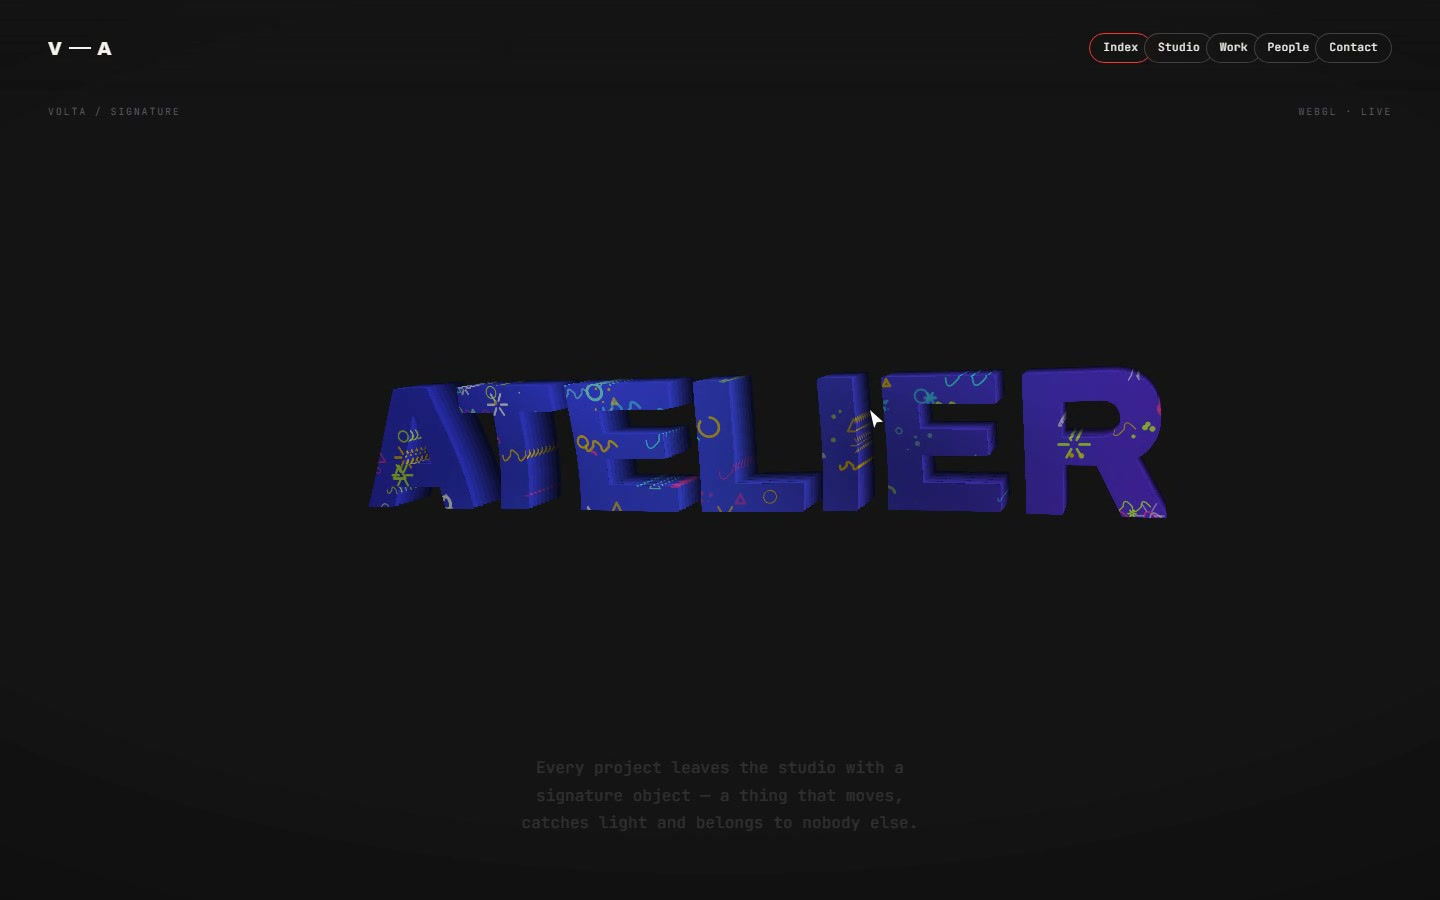 V — A
Index Studio Work People Contact
VOLTA / SIGNATURE
WEBGL · LIVE
ATELIER
Every project leaves the studio with a
signature object — a thing that moves,
catches light and belongs to nobody else.